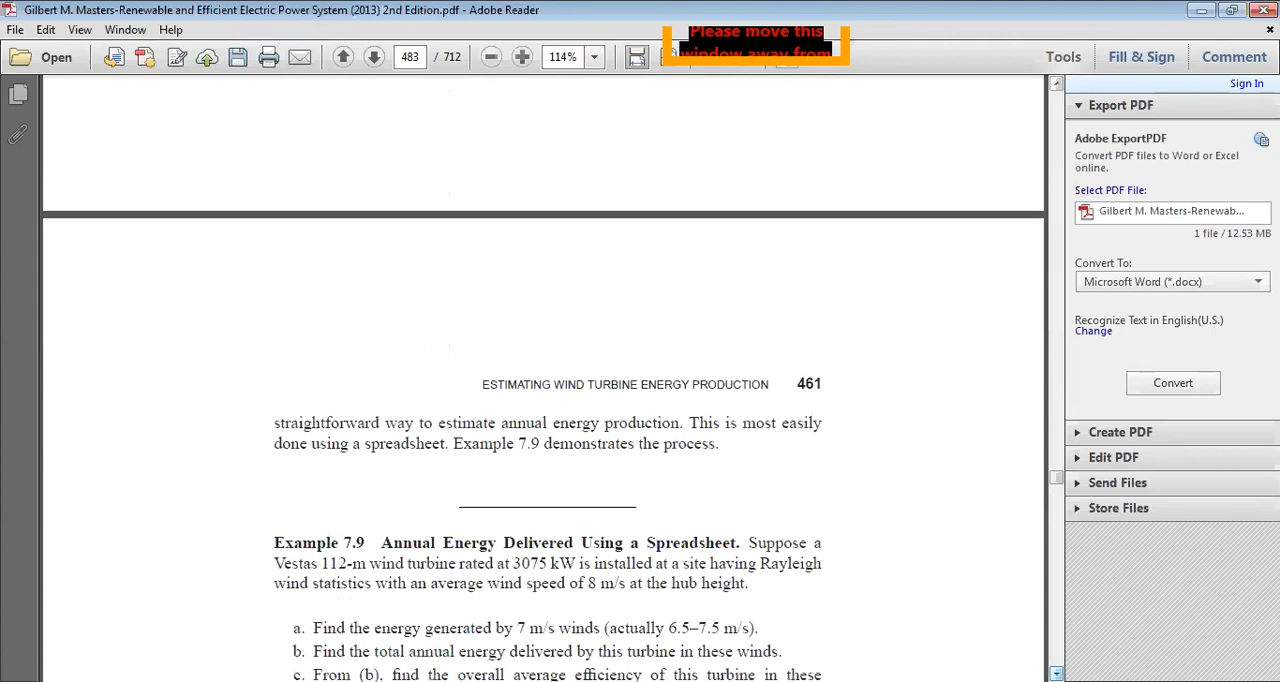 Gilbert M. Masters-Renewable and Efficient Electric Power System (2013) 2nd Edition.pdf - Adobe Reader
File Edit View Window Help
Please move this
window away from
Open 483 / 712 114% Tools Fill & Sign Comment
Sign In
Export PDF
Adobe ExportPDF
Convert PDF files to Word or Excel
online.
Select PDF File:
Gilbert M. Masters-Renewab...
1 file / 12.53 MB
Convert To:
Microsoft Word (*.docx)
Recognize Text in English(U.S.)
Change
Convert
Create PDF
Edit PDF
Send Files
Store Files
ESTIMATING WIND TURBINE ENERGY PRODUCTION 461
straightforward way to estimate annual energy production. This is most easily
done using a spreadsheet. Example 7.9 demonstrates the process.
Example 7.9 Annual Energy Delivered Using a Spreadsheet. Suppose a
Vestas 112-m wind turbine rated at 3075 kW is installed at a site having Rayleigh
wind statistics with an average wind speed of 8 m/s at the hub height.
a. Find the energy generated by 7 m/s winds (actually 6.5–7.5 m/s).
b. Find the total annual energy delivered by this turbine in these winds.
c. From (b), find the overall average efficiency of this turbine in these